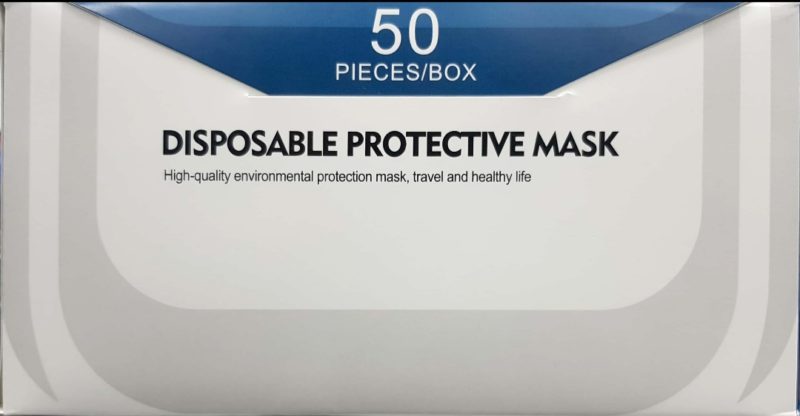 50
PIECES/BOX
DISPOSABLE PROTECTIVE MASK
High-quality environmental protection mask, travel and healthy life